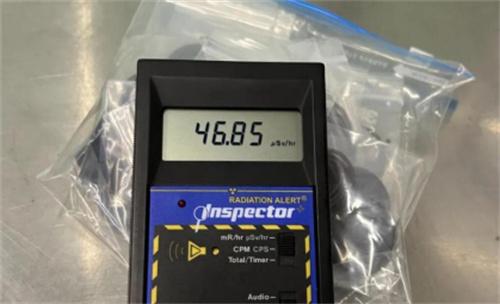 46.85 µSv/hr
RADIATION ALERT®
Inspector
mR/hr µSv/hr
CPM CPS
Total/Timer
Audio